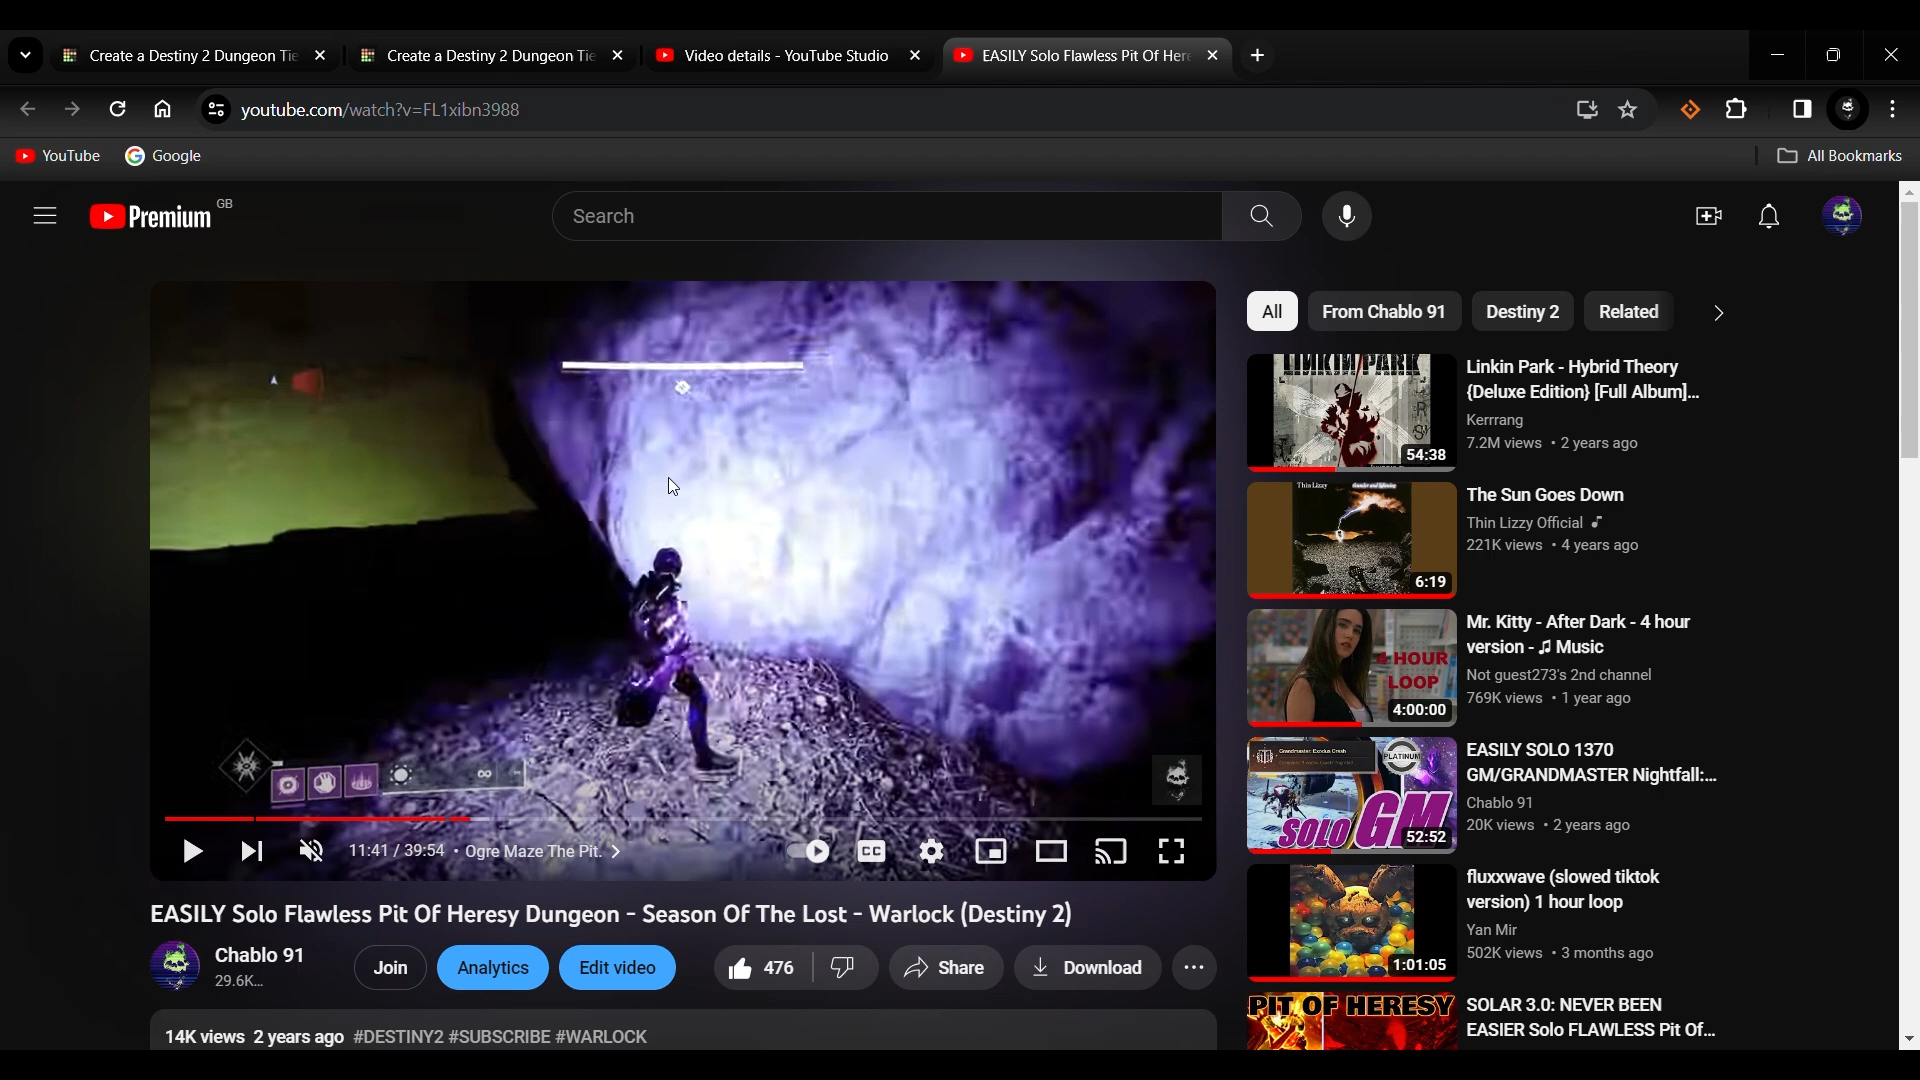 Create a Destiny 2 Dungeon Tie
Create a Destiny 2 Dungeon Tie
Video details - YouTube Studio
EASILY Solo Flawless Pit Of Here
youtube.com/watch?v=FL1xibn3988
YouTube
Google
All Bookmarks
Premium GB
Search
All
From Chablo 91
Destiny 2
Related
LINKIN PARK
54:38
Linkin Park - Hybrid Theory
{Deluxe Edition} [Full Album]...
Kerrrang
7.2M views • 2 years ago
Thin Lizzy
6:19
The Sun Goes Down
Thin Lizzy Official
221K views • 4 years ago
4 HOUR
LOOP
4:00:00
Mr. Kitty - After Dark - 4 hour
version - ♫ Music
Not guest273's 2nd channel
769K views • 1 year ago
PLATINUM
SOLO GM
52:52
EASILY SOLO 1370
GM/GRANDMASTER Nightfall:...
Chablo 91
20K views • 2 years ago
1:01:05
fluxxwave (slowed tiktok
version) 1 hour loop
Yan Mir
502K views • 3 months ago
PIT OF HERESY
SOLAR 3.0: NEVER BEEN
EASIER Solo FLAWLESS Pit Of...
11:41 / 39:54 • Ogre Maze The Pit.
CC
EASILY Solo Flawless Pit Of Heresy Dungeon - Season Of The Lost - Warlock (Destiny 2)
Chablo 91
29.6K...
Join
Analytics
Edit video
476
Share
Download
14K views 2 years ago #DESTINY2 #SUBSCRIBE #WARLOCK